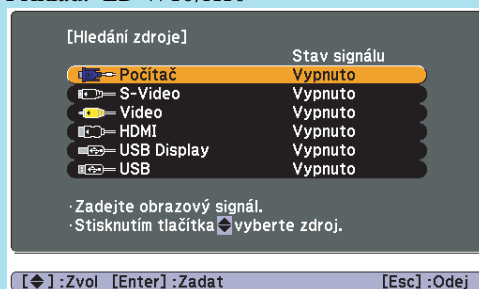 [Hledání zdroje]
Stav signálu
Počítač Vypnuto
S-Video Vypnuto
Video Vypnuto
HDMI Vypnuto
USB Display Vypnuto
USB Vypnuto
·Zadejte obrazový signál.
·Stisknutím tlačítka vyberte zdroj.
[ ] :Zvol [Enter] :Zadat [Esc] :Odej